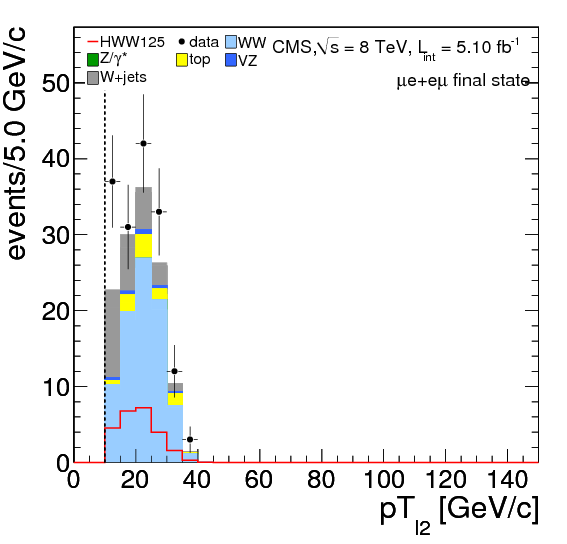 HWW125
data
WW
CMS,√s = 8 TeV, L_int = 5.10 fb⁻¹
Z/γ*
top
VZ
W+jets
μe+eμ final state
events/5.0 GeV/c
50
40
30
20
10
0
0 20 40 60 80 100 120 140
pT_l2 [GeV/c]